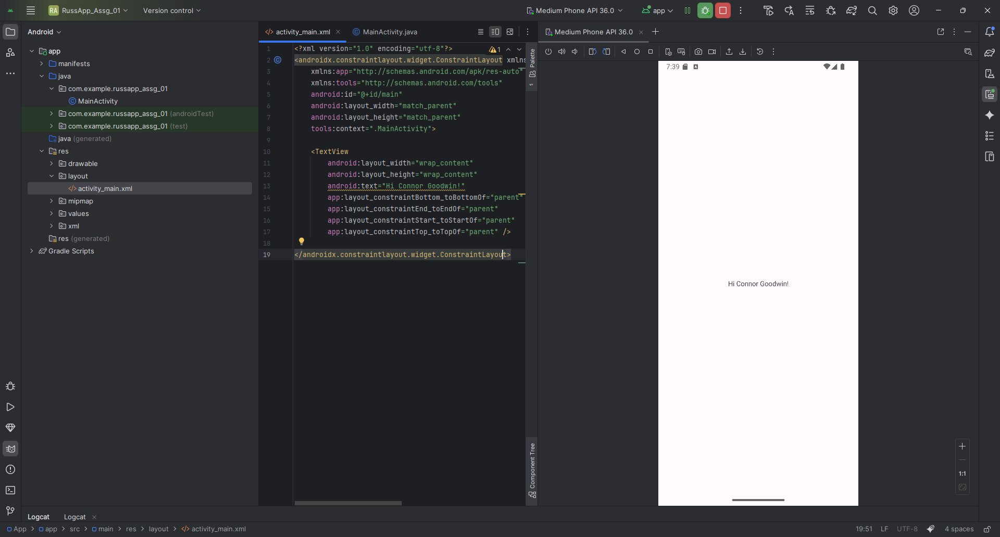 RA RussApp_Assg_01 Version control Medium Phone API 36.0 app
Android
app
manifests
java
com.example.russapp_assg_01
MainActivity
com.example.russapp_assg_01 (androidTest)
com.example.russapp_assg_01 (test)
java (generated)
res
drawable
layout
activity_main.xml
mipmap
values
xml
res (generated)
Gradle Scripts
activity_main.xml MainActivity.java
1 <?xml version="1.0" encoding="utf-8"?> 1
2 <androidx.constraintlayout.widget.ConstraintLayout xmlns
3 xmlns:app="http://schemas.android.com/apk/res-auto"
4 xmlns:tools="http://schemas.android.com/tools"
5 android:id="@+id/main"
6 android:layout_width="match_parent"
7 android:layout_height="match_parent"
8 tools:context=".MainActivity">
9
10 <TextView
11 android:layout_width="wrap_content"
12 android:layout_height="wrap_content"
13 android:text="Hi Connor Goodwin!"
14 app:layout_constraintBottom_toBottomOf="parent"
15 app:layout_constraintEnd_toEndOf="parent"
16 app:layout_constraintStart_toStartOf="parent"
17 app:layout_constraintTop_toTopOf="parent" />
18
19 </androidx.constraintlayout.widget.ConstraintLayout>
Palette
Component Tree
Medium Phone API 36.0
7:39
Hi Connor Goodwin!
1:1
Logcat Logcat
App app src main res layout activity_main.xml
19:51 LF UTF-8 4 spaces